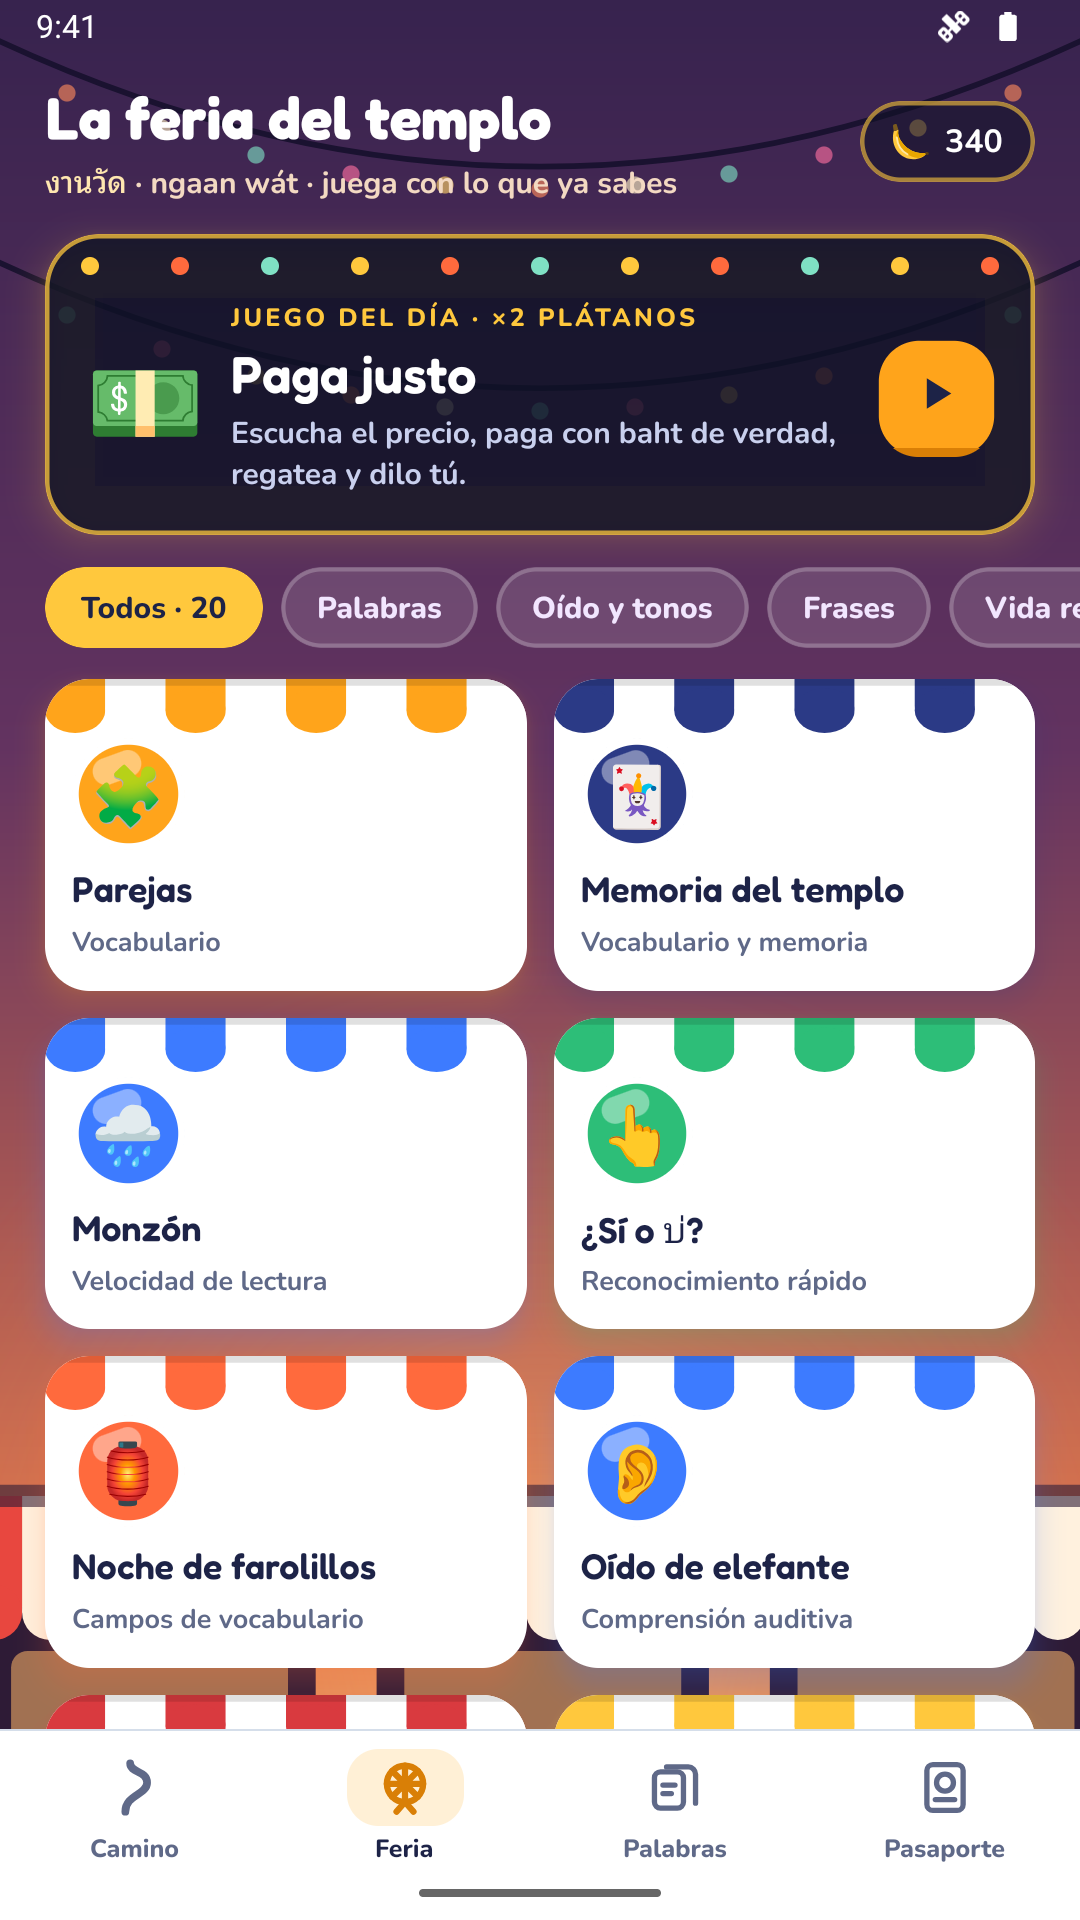 9:41
La feria del templo
งานวัด · ngaan wát · juega con lo que ya sabes
340
JUEGO DEL DÍA · ×2 PLÁTANOS
Paga justo
Escucha el precio, paga con baht de verdad,
regatea y dilo tú.
Todos · 20
Palabras
Oído y tonos
Frases
Vida re
Parejas
Vocabulario
Memoria del templo
Vocabulario y memoria
Monzón
Velocidad de lectura
¿Sí o บ่?
Reconocimiento rápido
Noche de farolillos
Campos de vocabulario
Oído de elefante
Comprensión auditiva
Camino
Feria
Palabras
Pasaporte